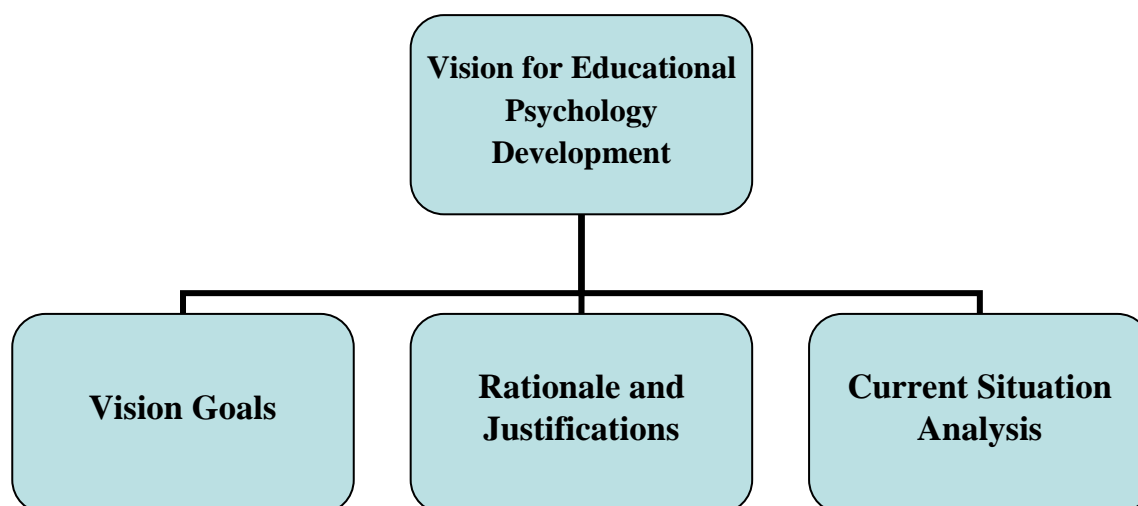 Vision for Educational
Psychology
Development
Vision Goals
Rationale and
Justifications
Current Situation
Analysis